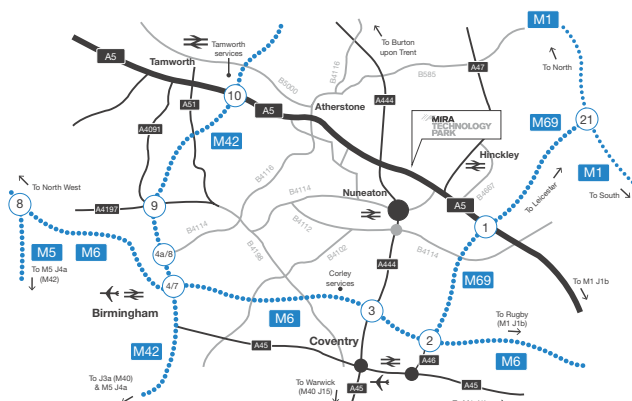 M1
To Burton
upon Trent
A5
Tamworth
services
Tamworth
A47
To North
B4116
B5000
B585
A51
10
A5
A444
Atherstone
MIRA
TECHNOLOGY
PARK
M69
21
A4091
M42
Hinckley
M1
To North West
B4116
Nuneaton
B4667
To Leicester
To South
8
A4197
9
B4114
A5
B4114
B4112
1
M5
M6
4a/8
B4198
B4102
B4114
To M5 J4a
(M42)
A444
4/7
Corley
services
M69
To M1 J1b
Birmingham
M6
3
To Rugby
(M1 J1b)
M42
A45
Coventry
2
A46
M6
To J3a (M40)
& M5 J4a
To Warwick
(M40 J15)
A45
A45